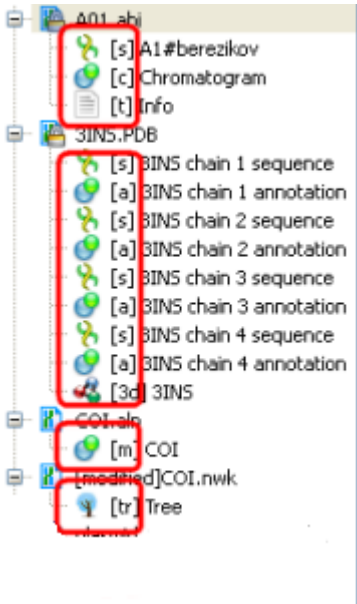 A01.abi
[s] A1#berezikov
[c] Chromatogram
[t] Info
3INS.PDB
[s] 3INS chain 1 sequence
[a] 3INS chain 1 annotation
[s] 3INS chain 2 sequence
[a] 3INS chain 2 annotation
[s] 3INS chain 3 sequence
[a] 3INS chain 3 annotation
[s] 3INS chain 4 sequence
[a] 3INS chain 4 annotation
[3d] 3INS
COI.aln
[m] COI
[modified]COI.nwk
[tr] Tree